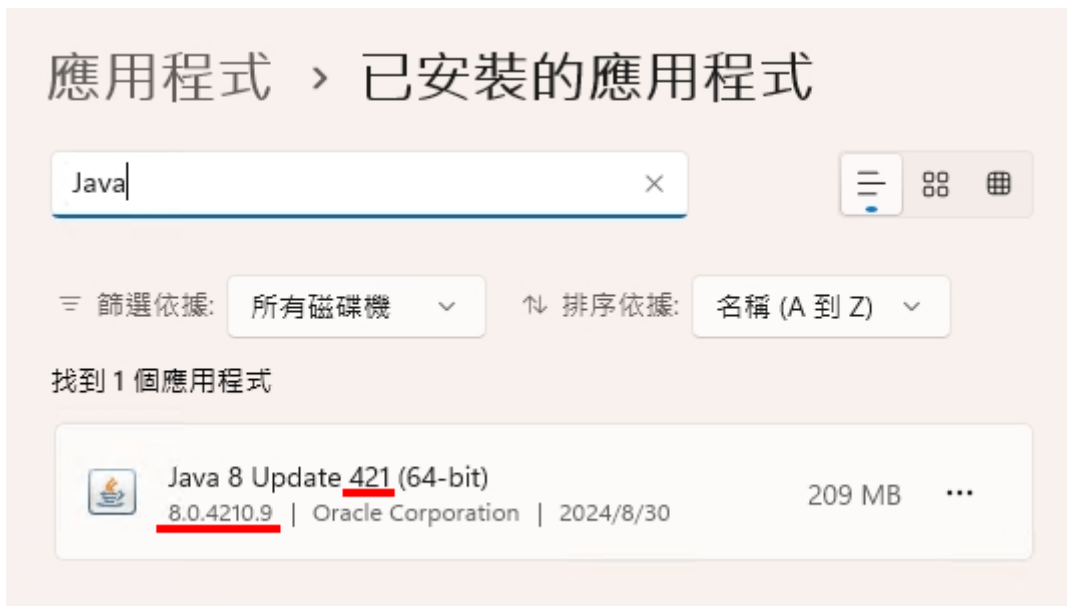 應用程式 › 已安裝的應用程式
Java
篩選依據: 所有磁碟機 排序依據: 名稱 (A 到 Z)
找到 1 個應用程式
Java 8 Update 421 (64-bit)
8.0.4210.9 | Oracle Corporation | 2024/8/30
209 MB